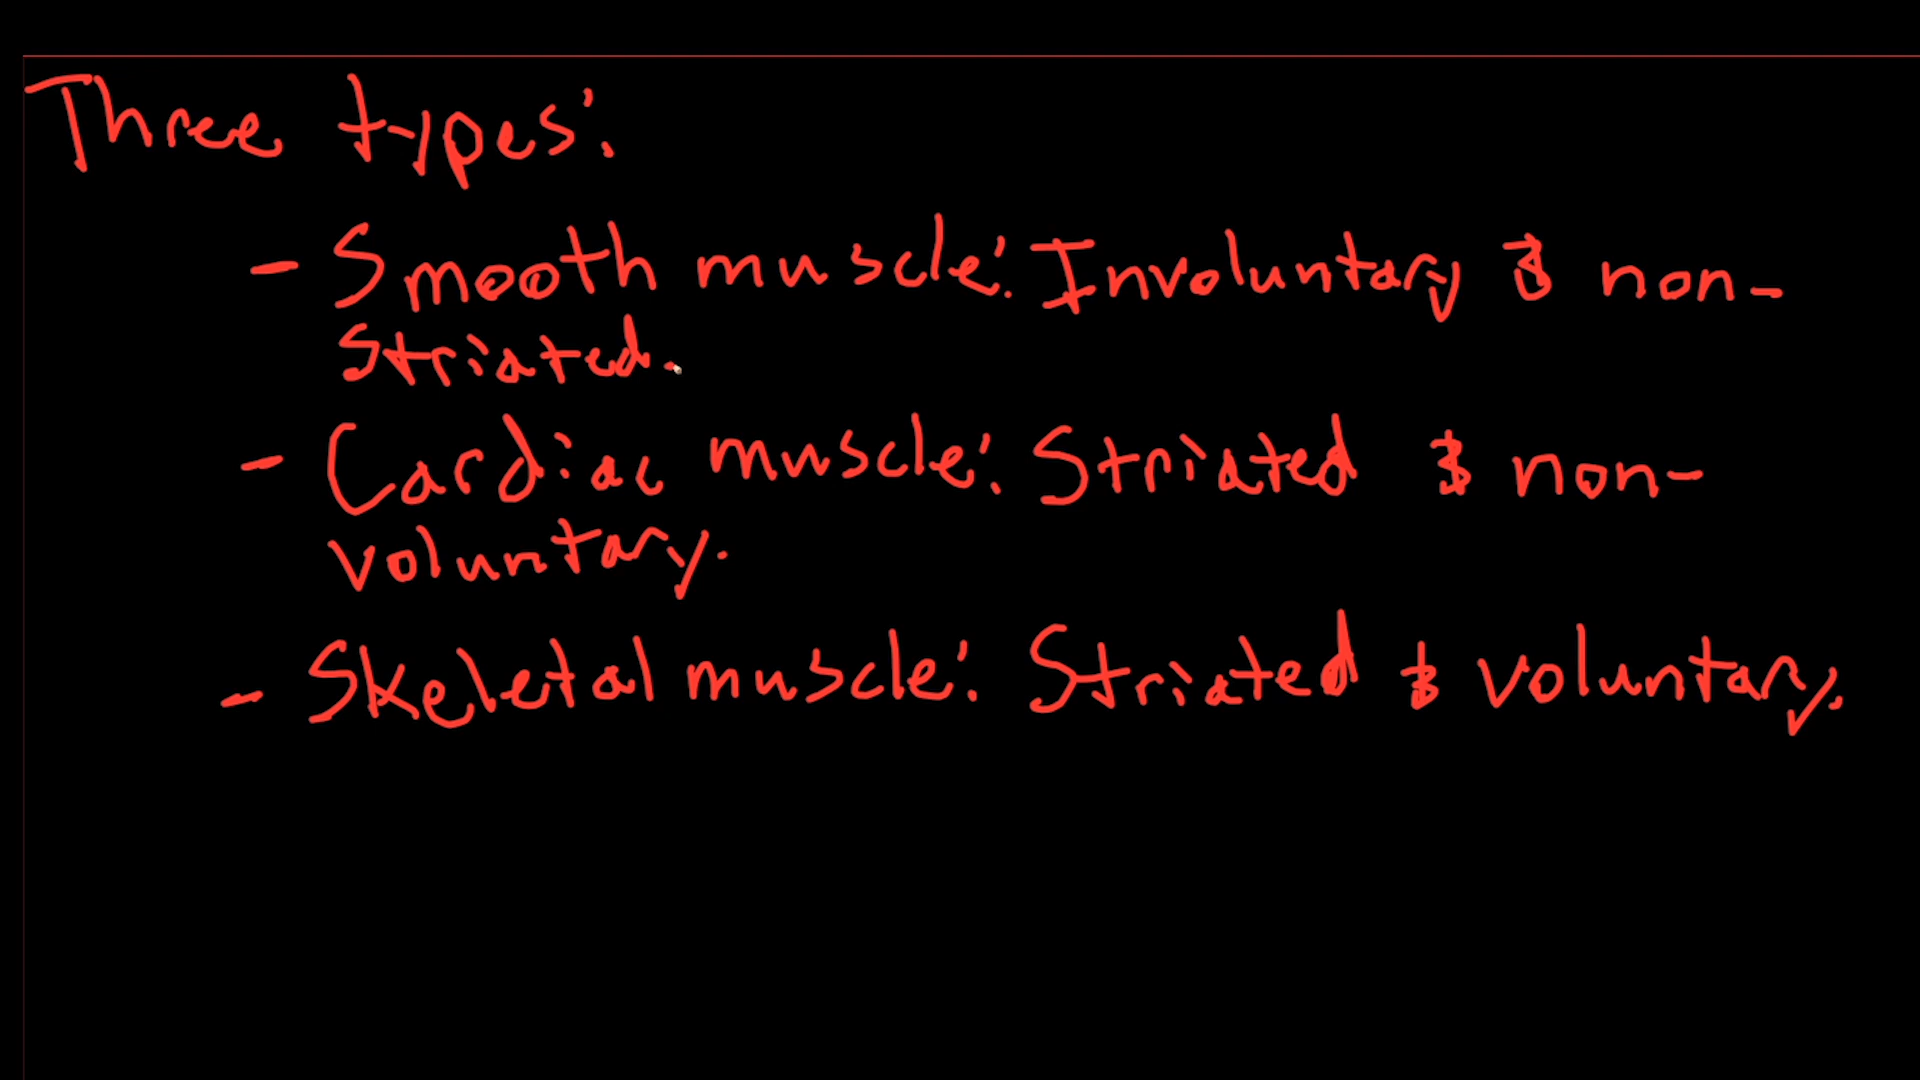 Three types:
- Smooth muscle: Involuntary & non-
striated.
- Cardiac muscle: Striated & non-
voluntary.
- Skeletal muscle: Striated & voluntary.